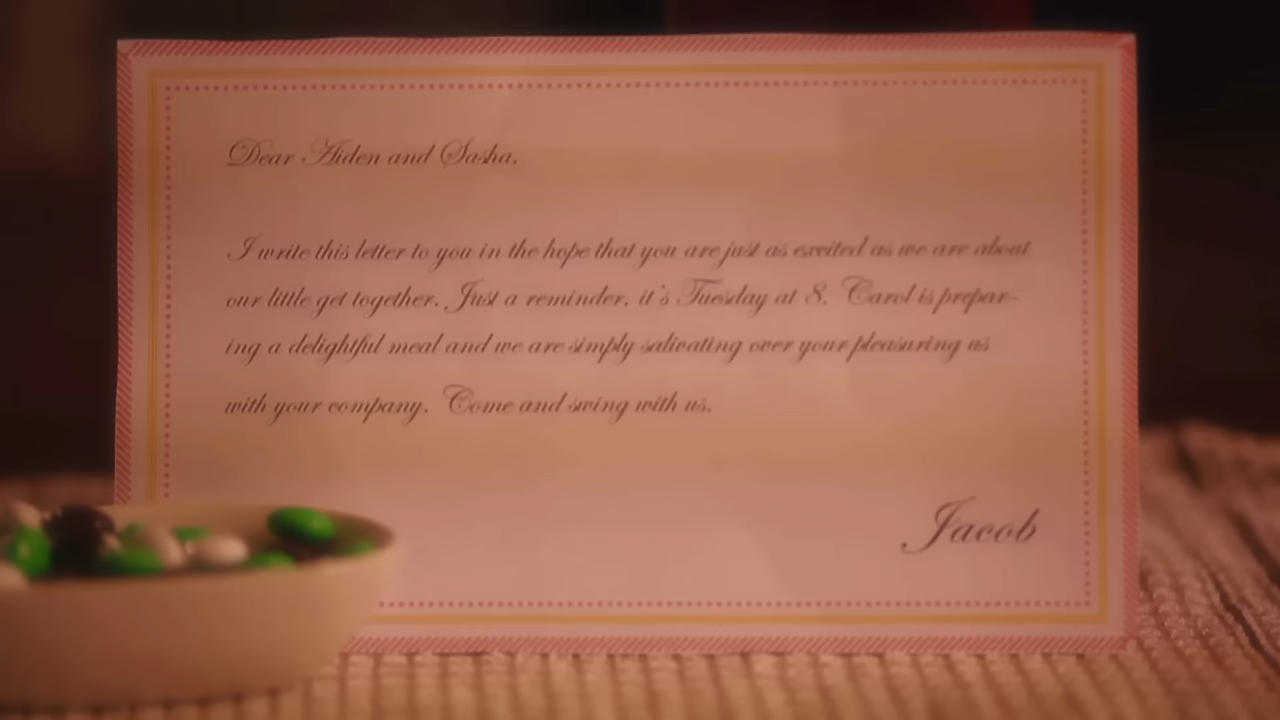 Dear Aiden and Sasha,
I write this letter to you in the hope that you are just as excited as we are about
our little get together. Just a reminder, it's Tuesday at 8. Carol is prepar-
ing a delightful meal and we are simply salivating over your pleasuring us
with your company. Come and swing with us.
Jacob